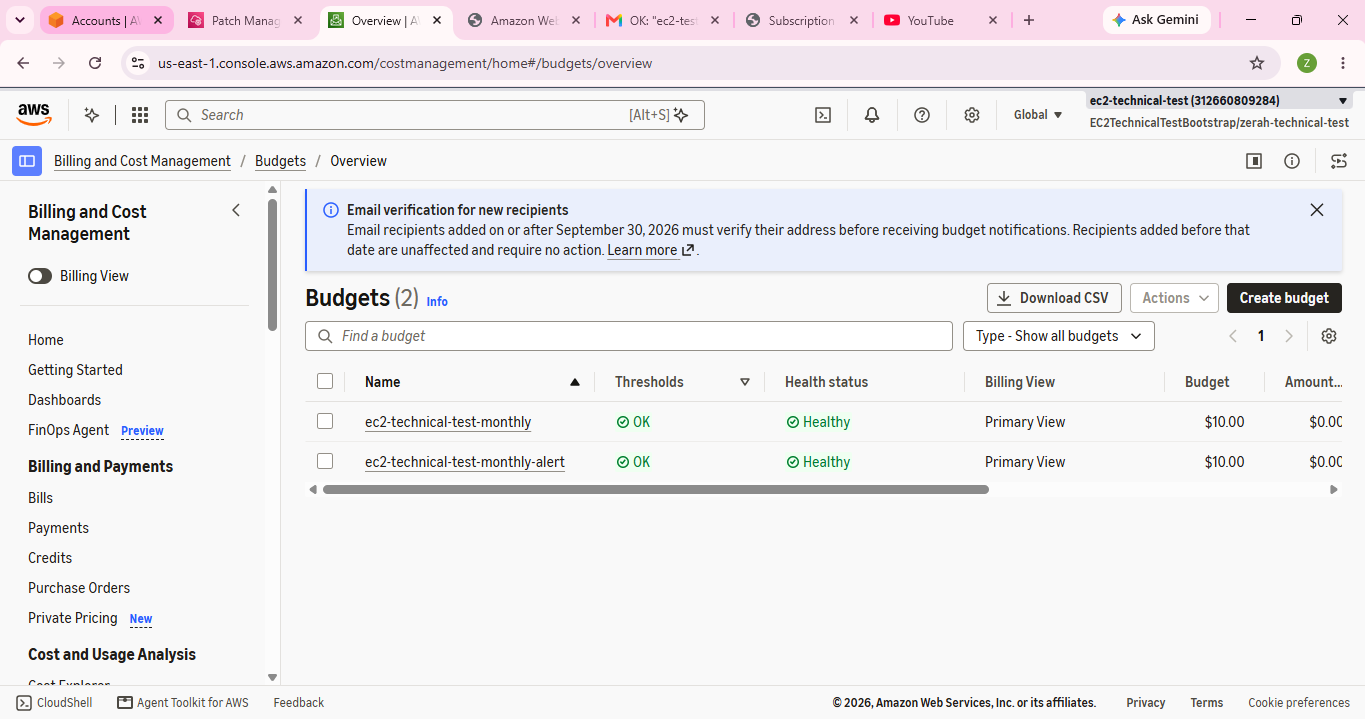 Accounts | A
Patch Manag
Overview | A
Amazon Web
OK: "ec2-test
Subscription
YouTube
Ask Gemini
us-east-1.console.aws.amazon.com/costmanagement/home#/budgets/overview
Z
aws
Search
[Alt+S]
Global
ec2-technical-test (312660809284)
EC2TechnicalTestBootstrap/zerah-technical-test
Billing and Cost Management / Budgets / Overview
Billing and Cost
Management
Billing View
Home
Getting Started
Dashboards
FinOps Agent Preview
Billing and Payments
Bills
Payments
Credits
Purchase Orders
Private Pricing New
Cost and Usage Analysis
Cost Explorer
Email verification for new recipients
Email recipients added on or after September 30, 2026 must verify their address before receiving budget notifications. Recipients added before that
date are unaffected and require no action. Learn more .
Budgets (2) Info
Download CSV
Actions
Create budget
Find a budget
Type - Show all budgets
1
Name Thresholds Health status Billing View Budget Amount...
ec2-technical-test-monthly OK Healthy Primary View $10.00 $0.00
ec2-technical-test-monthly-alert OK Healthy Primary View $10.00 $0.00
CloudShell
Agent Toolkit for AWS
Feedback
© 2026, Amazon Web Services, Inc. or its affiliates.
Privacy
Terms
Cookie preferences